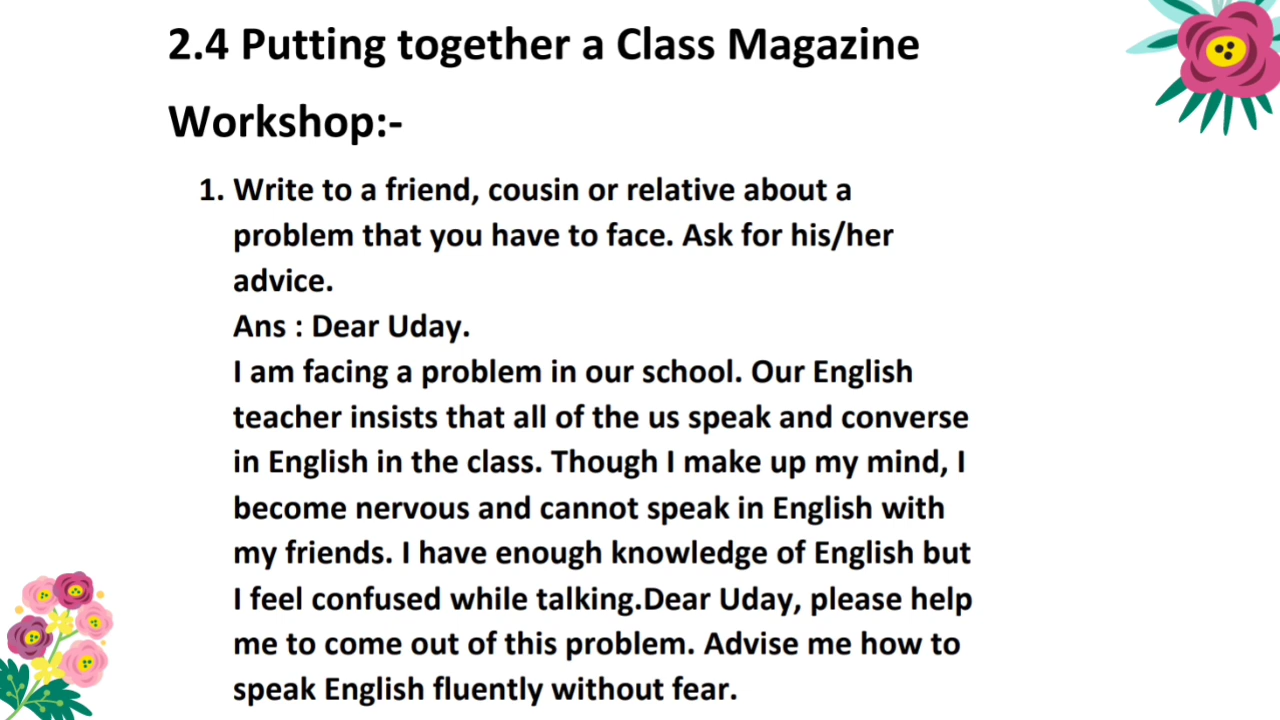 2.4 Putting together a Class Magazine
Workshop:-
1. Write to a friend, cousin or relative about a
problem that you have to face. Ask for his/her
advice.
Ans : Dear Uday.
I am facing a problem in our school. Our English
teacher insists that all of the us speak and converse
in English in the class. Though I make up my mind, I
become nervous and cannot speak in English with
my friends. I have enough knowledge of English but
I feel confused while talking.Dear Uday, please help
me to come out of this problem. Advise me how to
speak English fluently without fear.